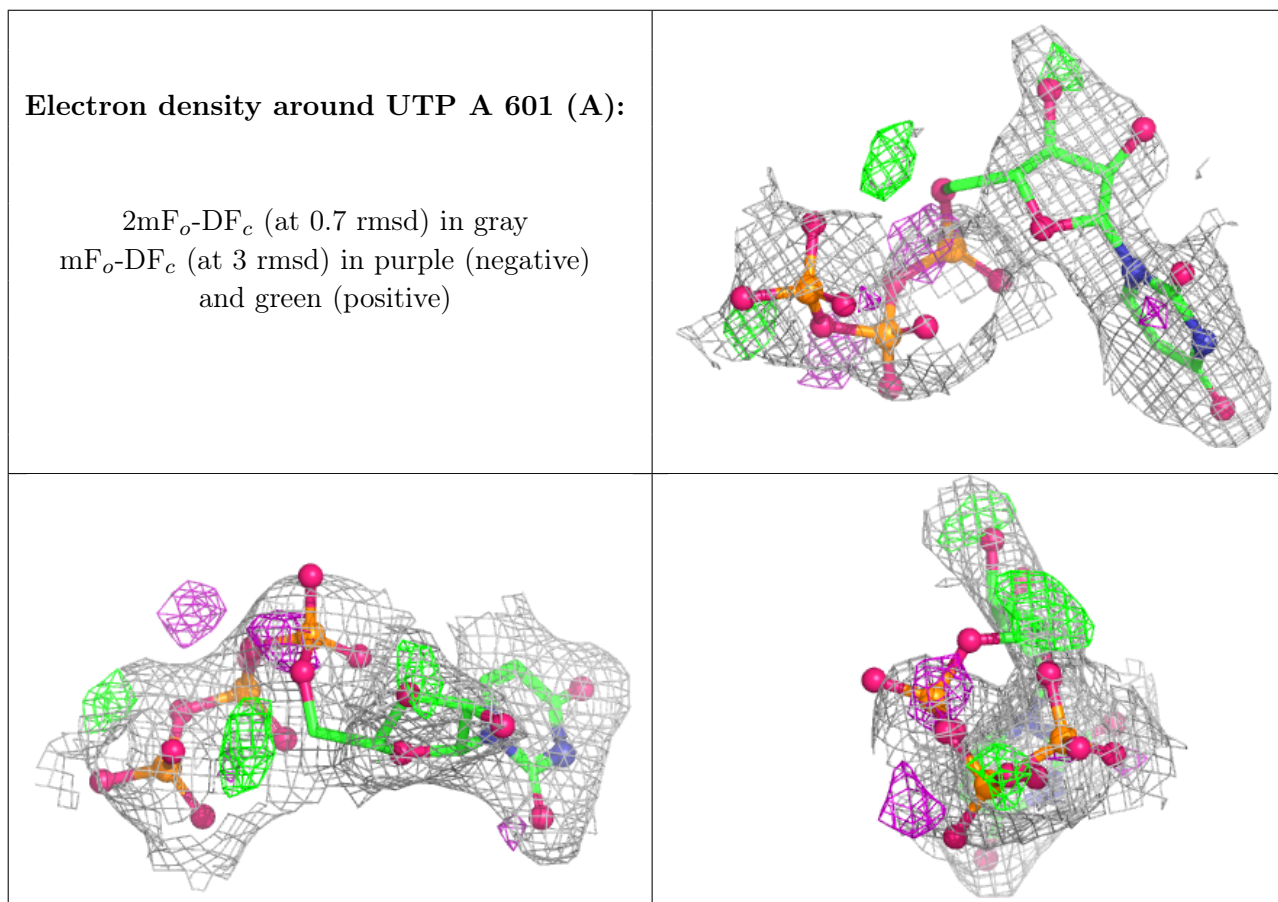 Electron density around UTP A 601 (A):
2mFo-DFc (at 0.7 rmsd) in gray
mFo-DFc (at 3 rmsd) in purple (negative)
and green (positive)